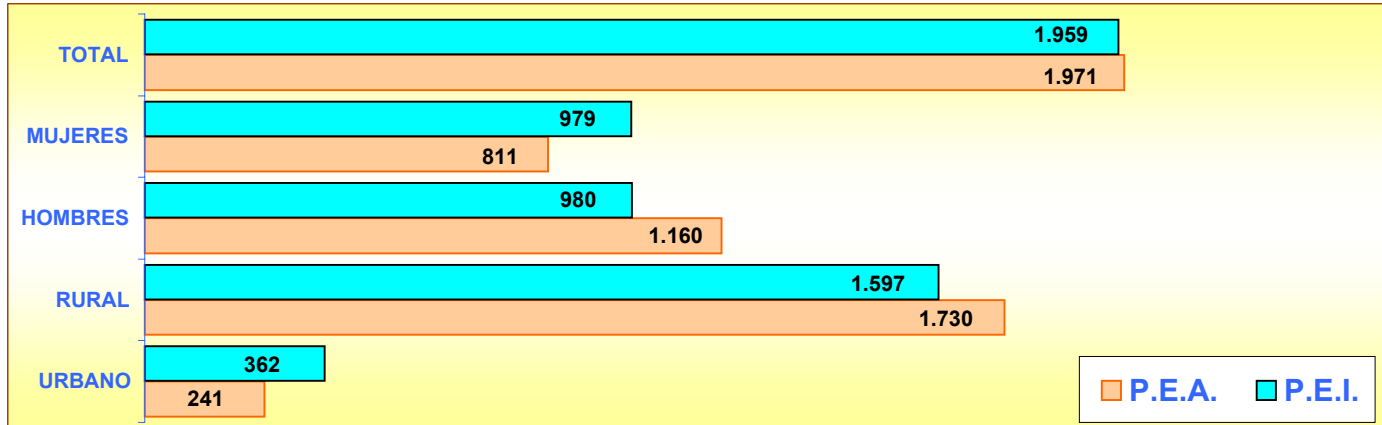 1.959
TOTAL
1.971
979
MUJERES
811
980
HOMBRES
1.160
1.597
RURAL
1.730
362
URBANO
241
P.E.A. P.E.I.